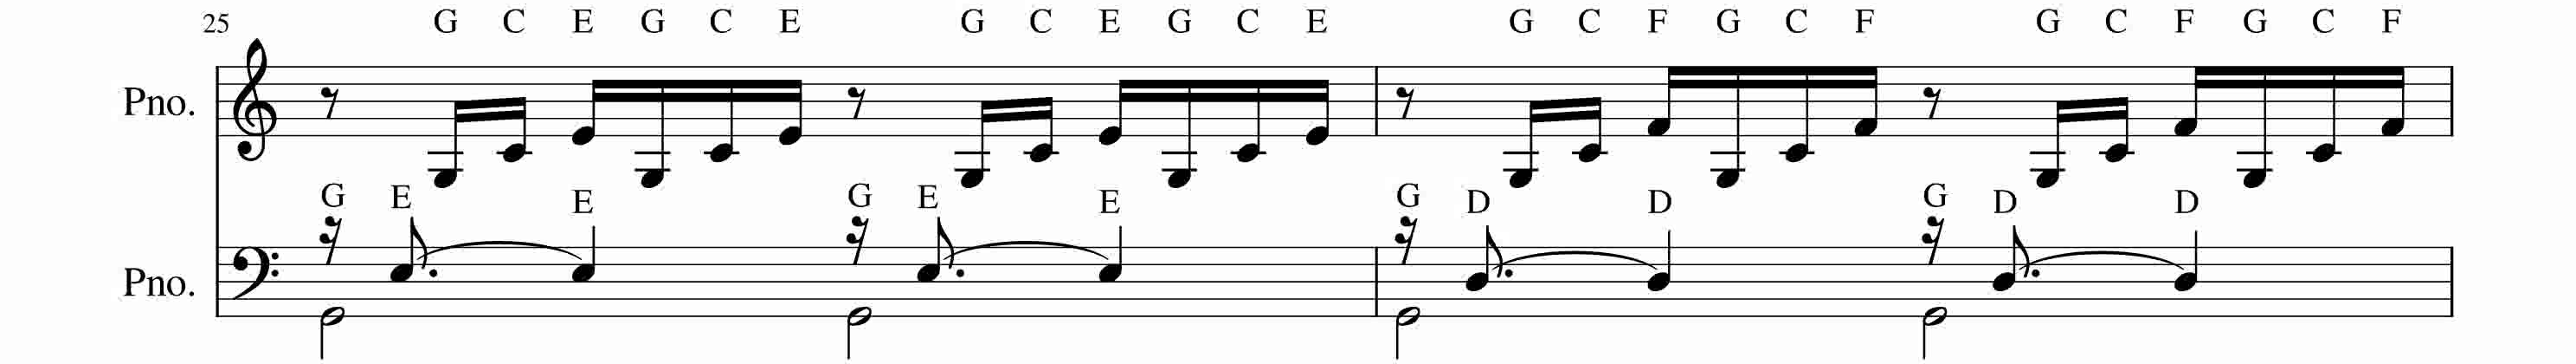 25 G C E G C E G C E G C E G C F G C F G C F G C F
Pno.
G E E G E E G D D G D D
Pno.